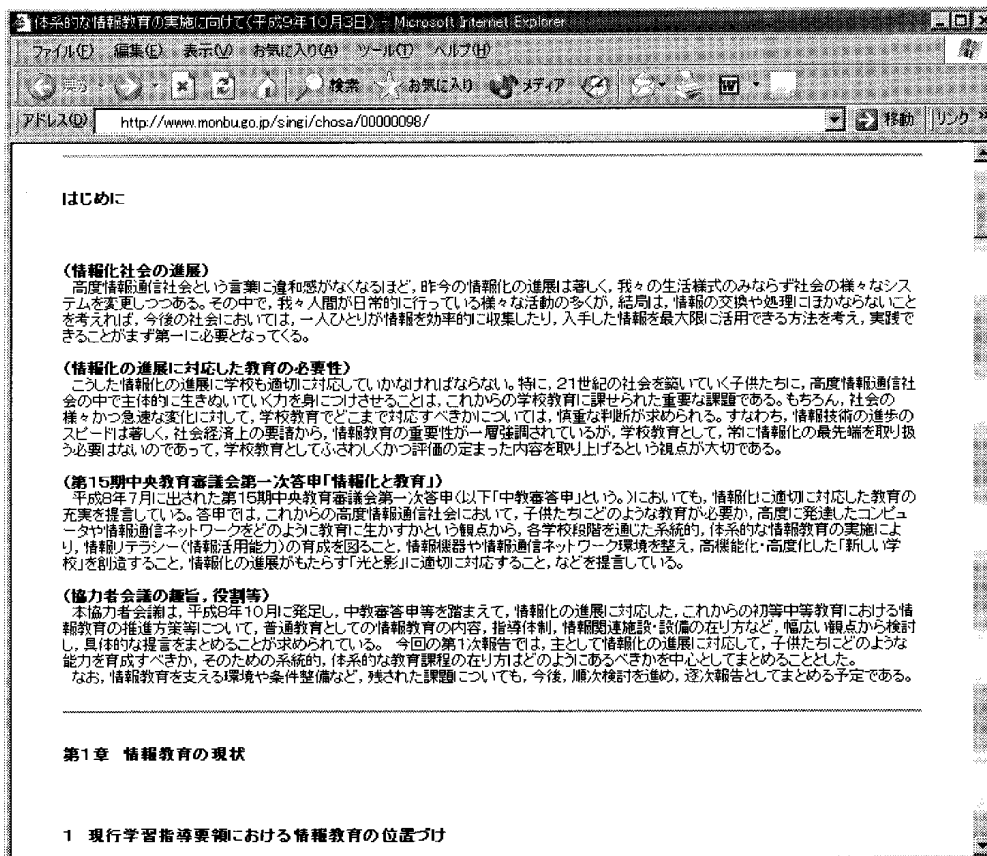 体系的な情報教育の実施に向けて(平成9年10月3日) - Microsoft Internet Explorer
ファイル(F) 編集(E) 表示(V) お気に入り(A) ツール(T) ヘルプ(H)
戻る 検索 お気に入り メディア
アドレス(D) http://www.monbu.go.jp/singi/chosa/00000098/ 移動 リンク »
はじめに
(情報化社会の進展)
高度情報通信社会という言葉に違和感がなくなるほど,昨今の情報化の進展は著しく,我々の生活様式のみならず社会の様々なシス
テムを変更しつつある。その中で,我々人間が日常的に行っている様々な活動の多くが,結局は,情報の交換や処理にほかならないこと
を考えれば,今後の社会においては,一人ひとりが情報を効率的に収集したり,入手した情報を最大限に活用できる方法を考え,実践で
きることがまず第一に必要となってくる。
(情報化の進展に対応した教育の必要性)
こうした情報化の進展に学校も適切に対応していかなければならない。特に,21世紀の社会を築いていく子供たちに,高度情報通信社
会の中で主体的に生きぬいていく力を身につけさせることは,これからの学校教育に課せられた重要な課題である。もちろん,社会の
様々かつ急速な変化に対して,学校教育でどこまで対応すべきかについては,慎重な判断が求められる。すなわち,情報技術の進歩の
スピードは著しく,社会経済上の要請から,情報教育の重要性が一層強調されているが,学校教育として,常に情報化の最先端を取り扱
う必要はないのであって,学校教育としてふさわしくかつ評価の定まった内容を取り上げるという視点が大切である。
(第15期中央教育審議会第一次答申「情報化と教育」)
平成8年7月に出された第15期中央教育審議会第一次答申(以下「中教審答申」という。)においても,情報化に適切に対応した教育の
充実を提言している。答申では,これからの高度情報通信社会において,子供たちにどのような教育が必要か,高度に発達したコンピュ
ータや情報通信ネットワークをどのように教育に生かすかという観点から,各学校段階を通じた系統的,体系的な情報教育の実施によ
り,情報リテラシー(情報活用能力)の育成を図ること,情報機器や情報通信ネットワーク環境を整え,高機能化・高度化した「新しい学
校」を創造すること,情報化の進展がもたらす「光と影」に適切に対応すること,などを提言している。
(協力者会議の趣旨,役割等)
本協力者会議は,平成8年10月に発足し,中教審答申等を踏まえて,情報化の進展に対応した,これからの初等中等教育における情
報教育の推進方策等について,普通教育としての情報教育の内容,指導体制,情報関連施設・設備の在り方など,幅広い観点から検討
し,具体的な提言をまとめることが求められている。 今回の第1次報告では,主として情報化の進展に対応して,子供たちにどのような
能力を育成すべきか,そのための系統的,体系的な教育課程の在り方はどのようにあるべきかを中心としてまとめることとした。
なお,情報教育を支える環境や条件整備など,残された課題についても,今後,順次検討を進め,逐次報告としてまとめる予定である。
第1章 情報教育の現状
1 現行学習指導要領における情報教育の位置づけ